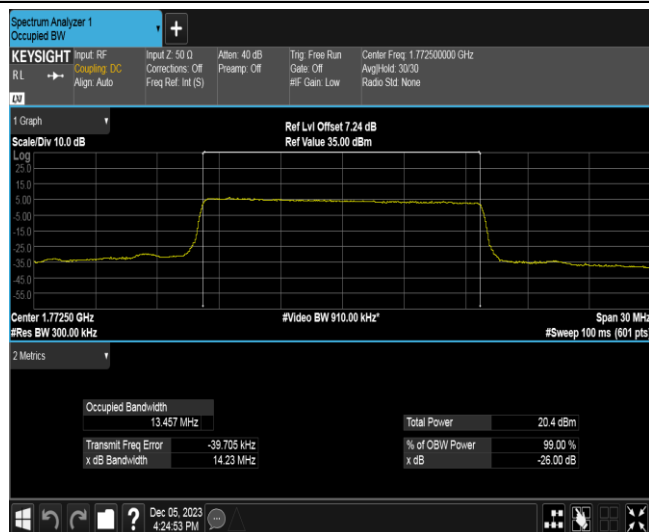 Spectrum Analyzer 1
Occupied BW
+
KEYSIGHT Input: RF Input Z: 50 Ω Atten: 40 dB Trig: Free Run Center Freq: 1.772500000 GHz
RL Coupling: DC Corrections: Off Preamp: Off Gate: Off Avg|Hold: 30/30
Align: Auto Freq Ref: Int (S) #IF Gain: Low Radio Std: None
LXI
1 Graph
Ref Lvl Offset 7.24 dB
Scale/Div 10.0 dB Ref Value 35.00 dBm
Log
25.0
15.0
5.00
-5.00
-15.0
-25.0
-35.0
-45.0
-55.0
Center 1.77250 GHz #Video BW 910.00 kHz* Span 30 MHz
#Res BW 300.00 kHz #Sweep 100 ms (601 pts)
2 Metrics
Occupied Bandwidth
13.457 MHz Total Power 20.4 dBm
Transmit Freq Error -39.705 kHz % of OBW Power 99.00 %
x dB Bandwidth 14.23 MHz x dB -26.00 dB
? Dec 05, 2023
4:24:53 PM